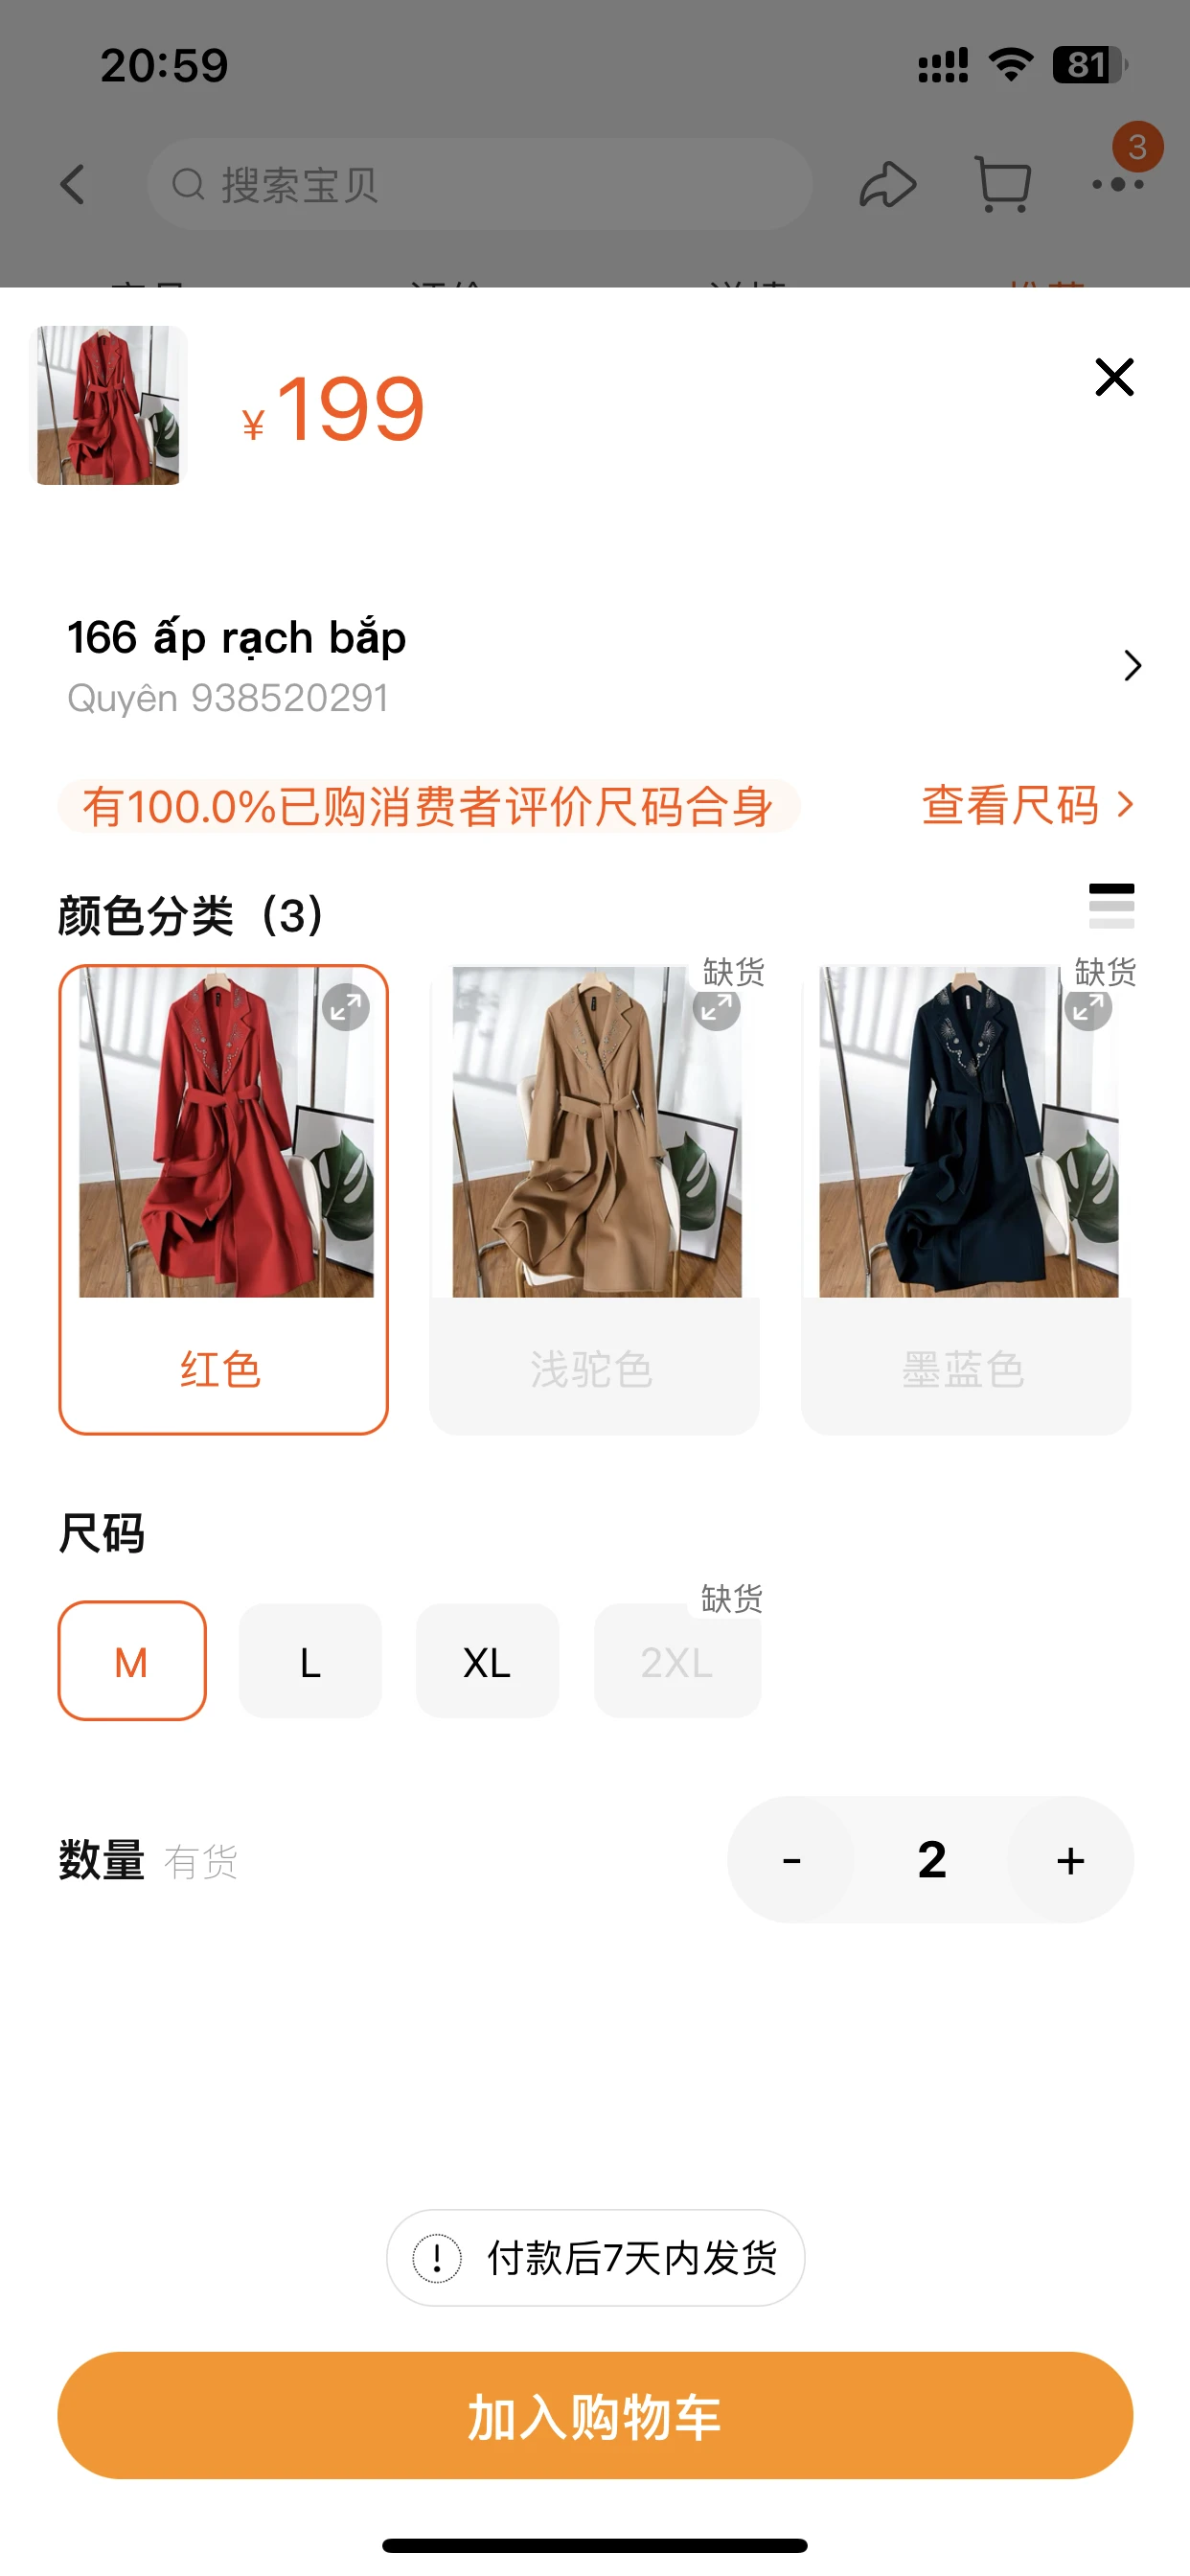 20:59
81
搜索宝贝
3
¥199
166 ấp rạch bắp
Quyên 938520291
有100.0%已购消费者评价尺码合身
查看尺码
颜色分类（3）
缺货
缺货
红色
浅驼色
墨蓝色
尺码
缺货
M
L
XL
2XL
数量 有货
- 2 +
付款后7天内发货
加入购物车